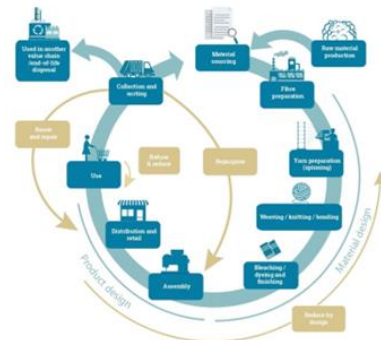 Used in another
value chain
/end-of-life
disposal
Material
sourcing
Raw material
production
Collection
and sorting
Fibre
preparation
Reuse
and repair
Return
& reduce
Repurpose
Yarn preparation
(spinning)
Use
Weaving / knitting / bonding
Distribution
and retail
Bleaching /
dyeing and
finishing
Assembly
Product design
Material design
Reduce by
design